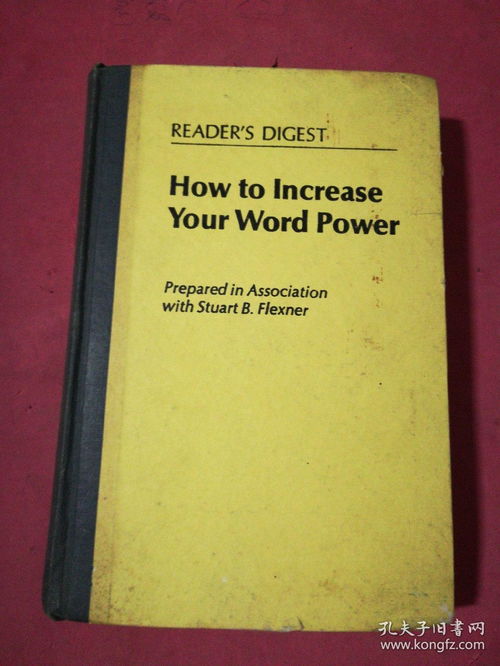 READER'S DIGEST
How to Increase
Your Word Power
Prepared in Association
with Stuart B. Flexner
孔夫子旧书网
www.kongfz.com